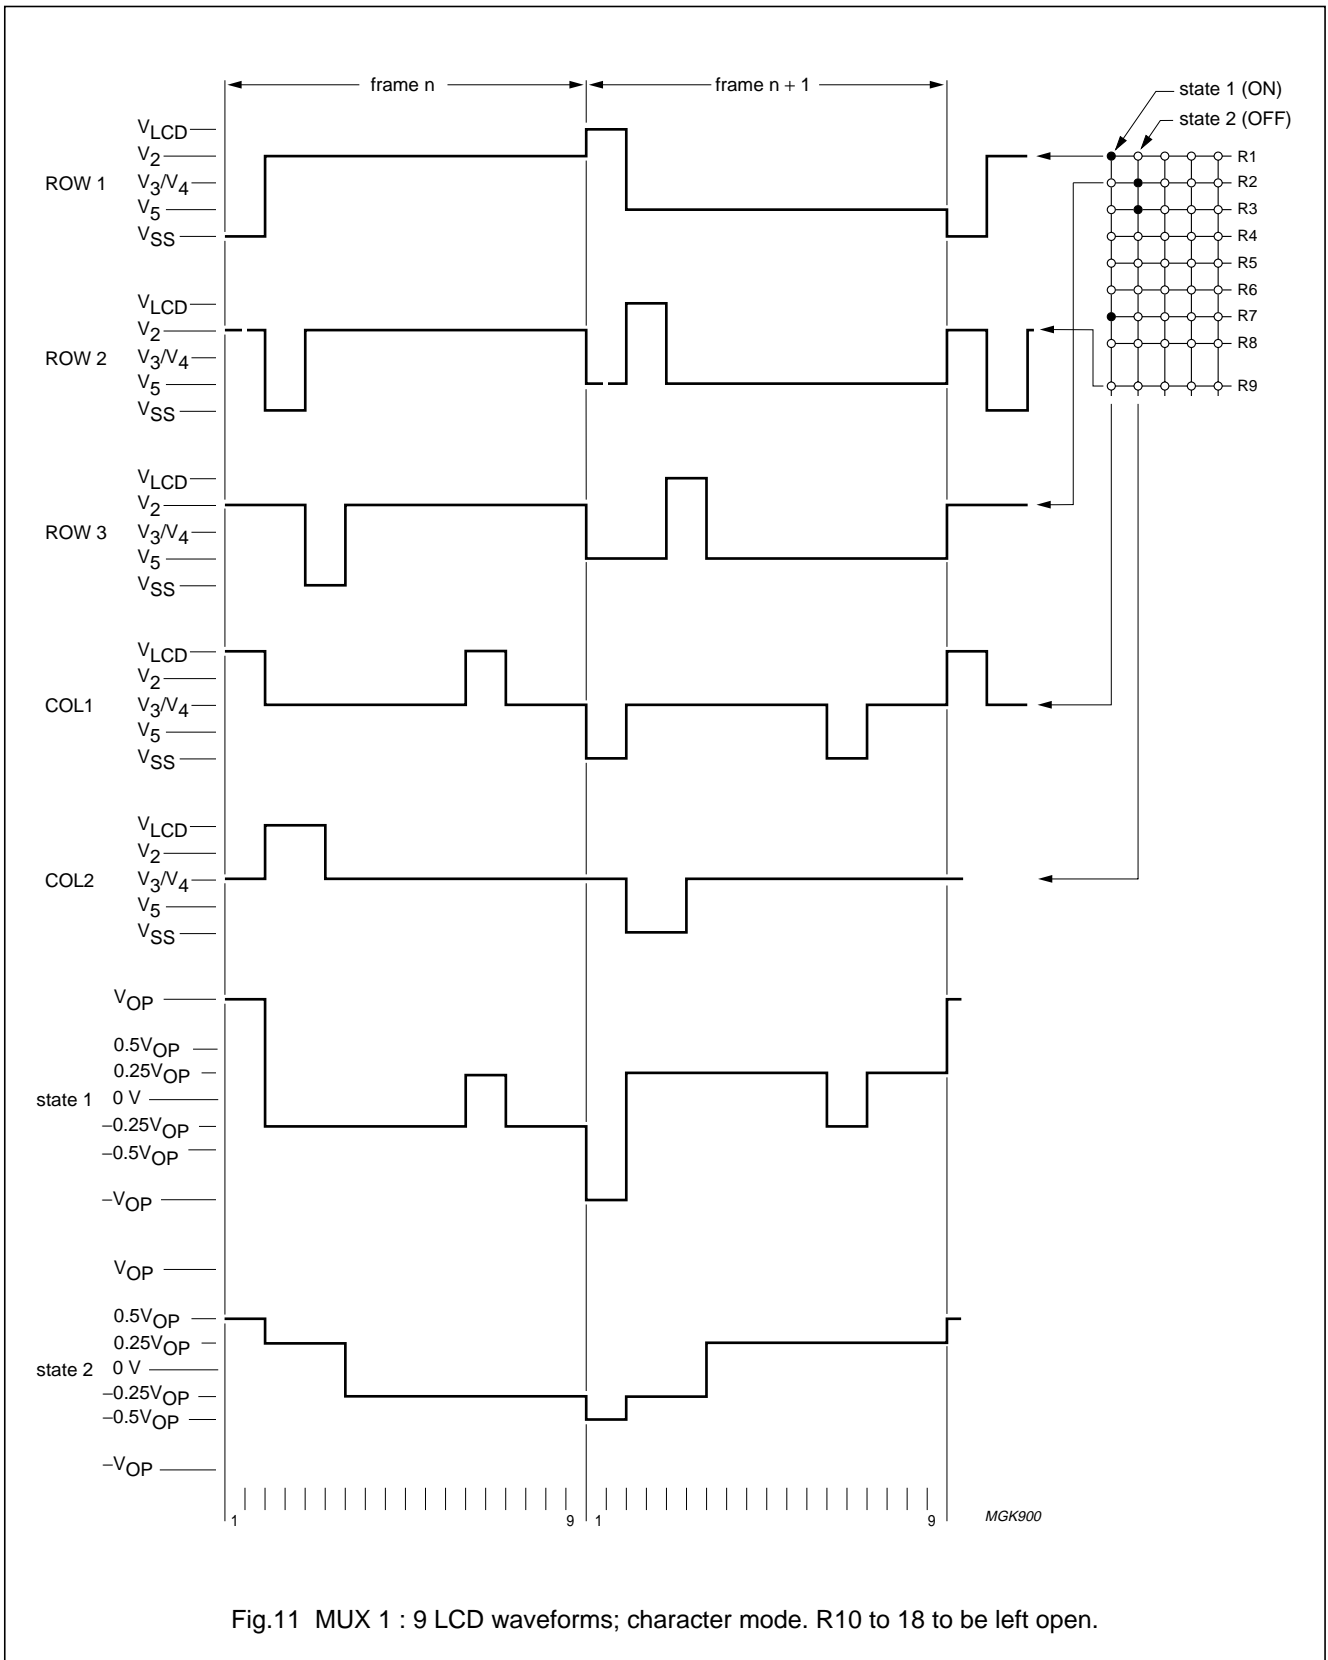 frame n
frame n + 1
state 1 (ON)
state 2 (OFF)
ROW 1
VLCD
V2
V3/V4
V5
VSS
R1
R2
R3
R4
R5
R6
R7
R8
R9
ROW 2
VLCD
V2
V3/V4
V5
VSS
ROW 3
VLCD
V2
V3/V4
V5
VSS
COL1
VLCD
V2
V3/V4
V5
VSS
COL2
VLCD
V2
V3/V4
V5
VSS
state 1
VOP
0.5VOP
0.25VOP
0 V
−0.25VOP
−0.5VOP
−VOP
state 2
VOP
0.5VOP
0.25VOP
0 V
−0.25VOP
−0.5VOP
−VOP
1 9 1 9
MGK900
Fig.11 MUX 1 : 9 LCD waveforms; character mode. R10 to 18 to be left open.